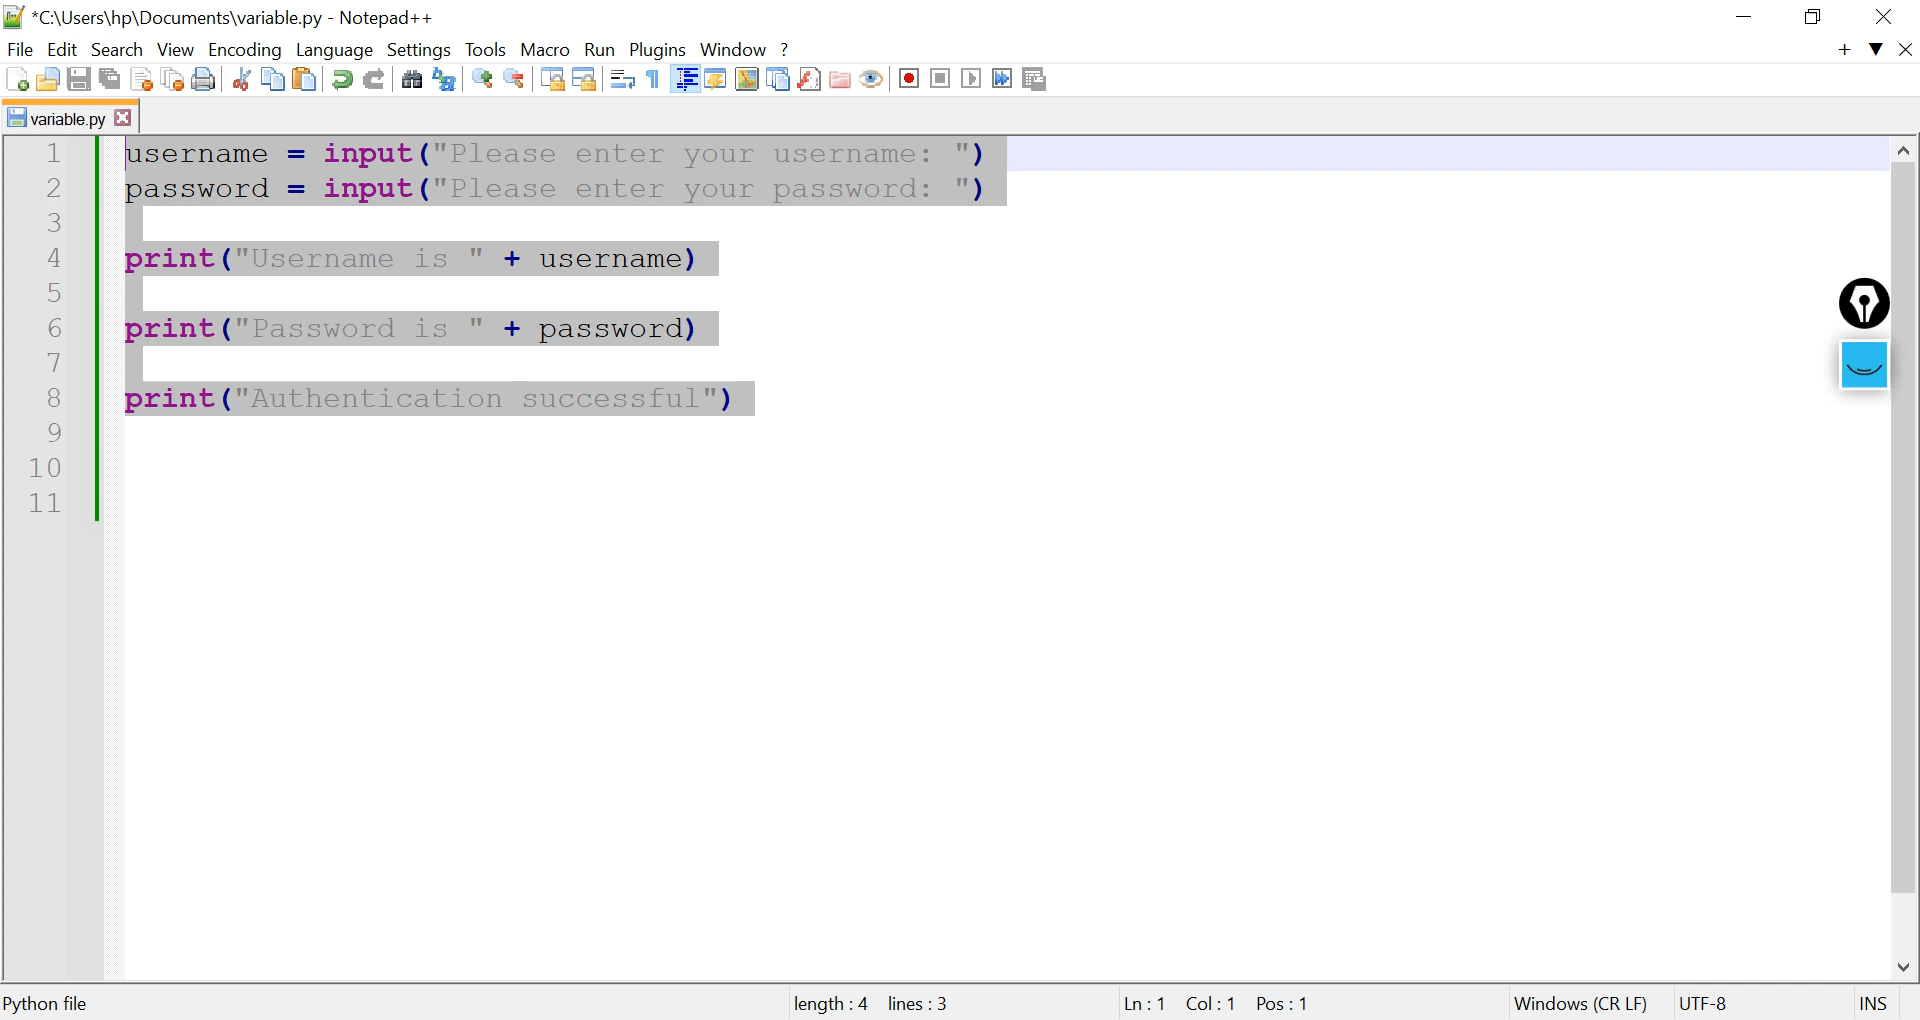 *C:\Users\hp\Documents\variable.py - Notepad++
File Edit Search View Encoding Language Settings Tools Macro Run Plugins Window ?
variable.py
1 username = input("Please enter your username: ")
2 password = input("Please enter your password: ")
3
4 print("Username is " + username)
5
6 print("Password is " + password)
7
8 print("Authentication successful")
9
10
11
Python file length : 4 lines : 3 Ln : 1 Col : 1 Pos : 1 Windows (CR LF) UTF-8 INS